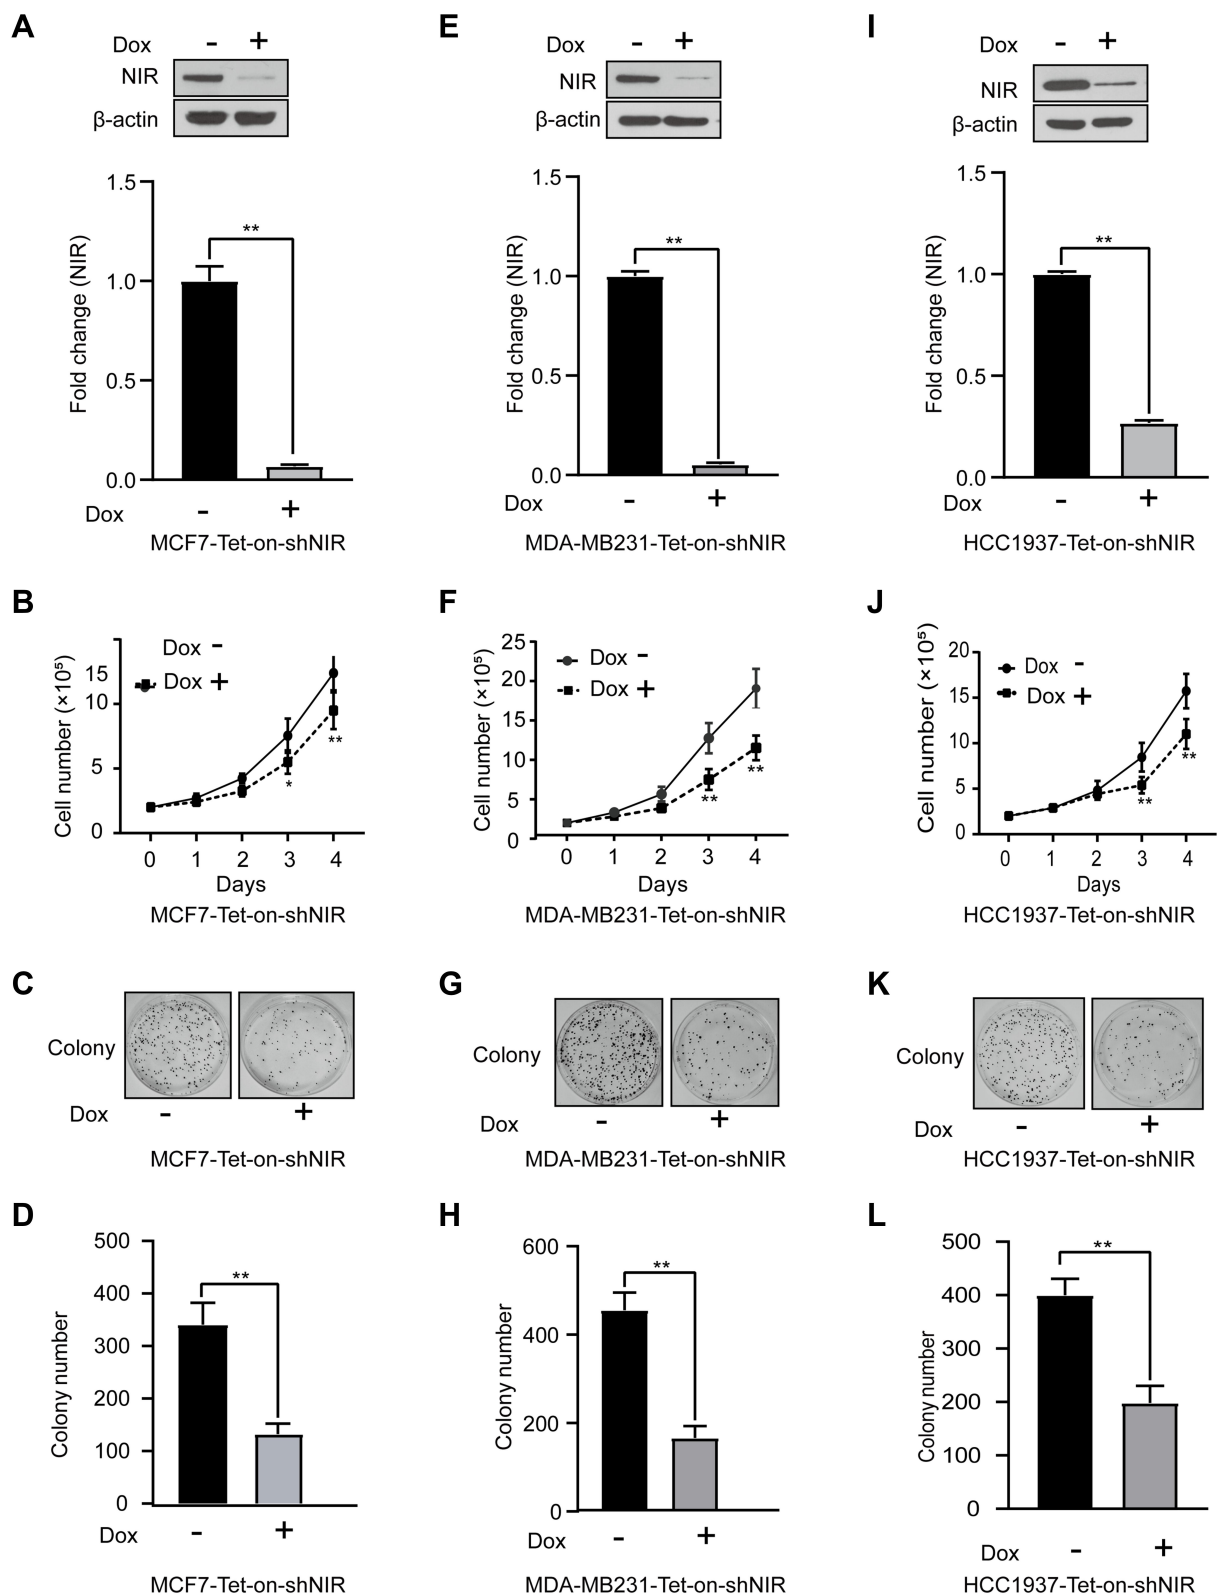 A
Dox - +
NIR
β-actin
1.5
1.0
0.5
0.0
Fold change (NIR)
**
Dox - +
MCF7-Tet-on-shNIR
E
Dox - +
NIR
β-actin
1.5
1.0
0.5
0.0
Fold change (NIR)
**
Dox - +
MDA-MB231-Tet-on-shNIR
I
Dox - +
NIR
β-actin
1.5
1.0
0.5
0.0
Fold change (NIR)
**
Dox - +
HCC1937-Tet-on-shNIR
B
Dox -
Dox +
15
10
5
0
Cell number (×10⁵)
*
**
0 1 2 3 4
Days
MCF7-Tet-on-shNIR
F
Dox -
Dox +
25
20
15
10
5
0
Cell number (×10⁵)
**
**
0 1 2 3 4
Days
MDA-MB231-Tet-on-shNIR
J
Dox -
Dox +
20
15
10
5
0
Cell number (×10⁵)
**
**
0 1 2 3 4
Days
HCC1937-Tet-on-shNIR
C
Colony
Dox - +
MCF7-Tet-on-shNIR
G
Colony
Dox - +
MDA-MB231-Tet-on-shNIR
K
Colony
Dox - +
HCC1937-Tet-on-shNIR
D
500
400
300
200
100
0
Colony number
**
Dox - +
MCF7-Tet-on-shNIR
H
600
400
200
0
Colony number
**
Dox - +
MDA-MB231-Tet-on-shNIR
L
500
400
300
200
100
0
Colony number
**
Dox - +
HCC1937-Tet-on-shNIR